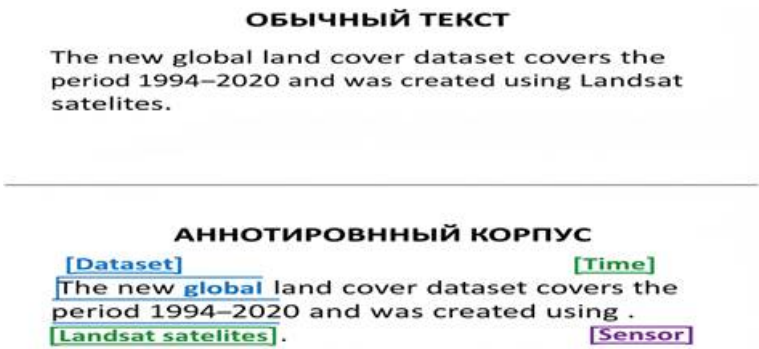 ОБЫЧНЫЙ ТЕКСТ
The new global land cover dataset covers the
period 1994–2020 and was created using Landsat
satelites.
АННОТИРОВННЫЙ КОРПУС
[Dataset] [Time]
The new global land cover dataset covers the
period 1994–2020 and was created using .
[Landsat satelites]. [Sensor]